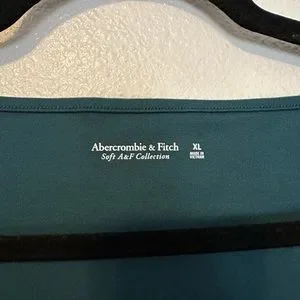 Abercrombie & Fitch
Soft A&F Collection
XL
MADE IN
VIETNAM